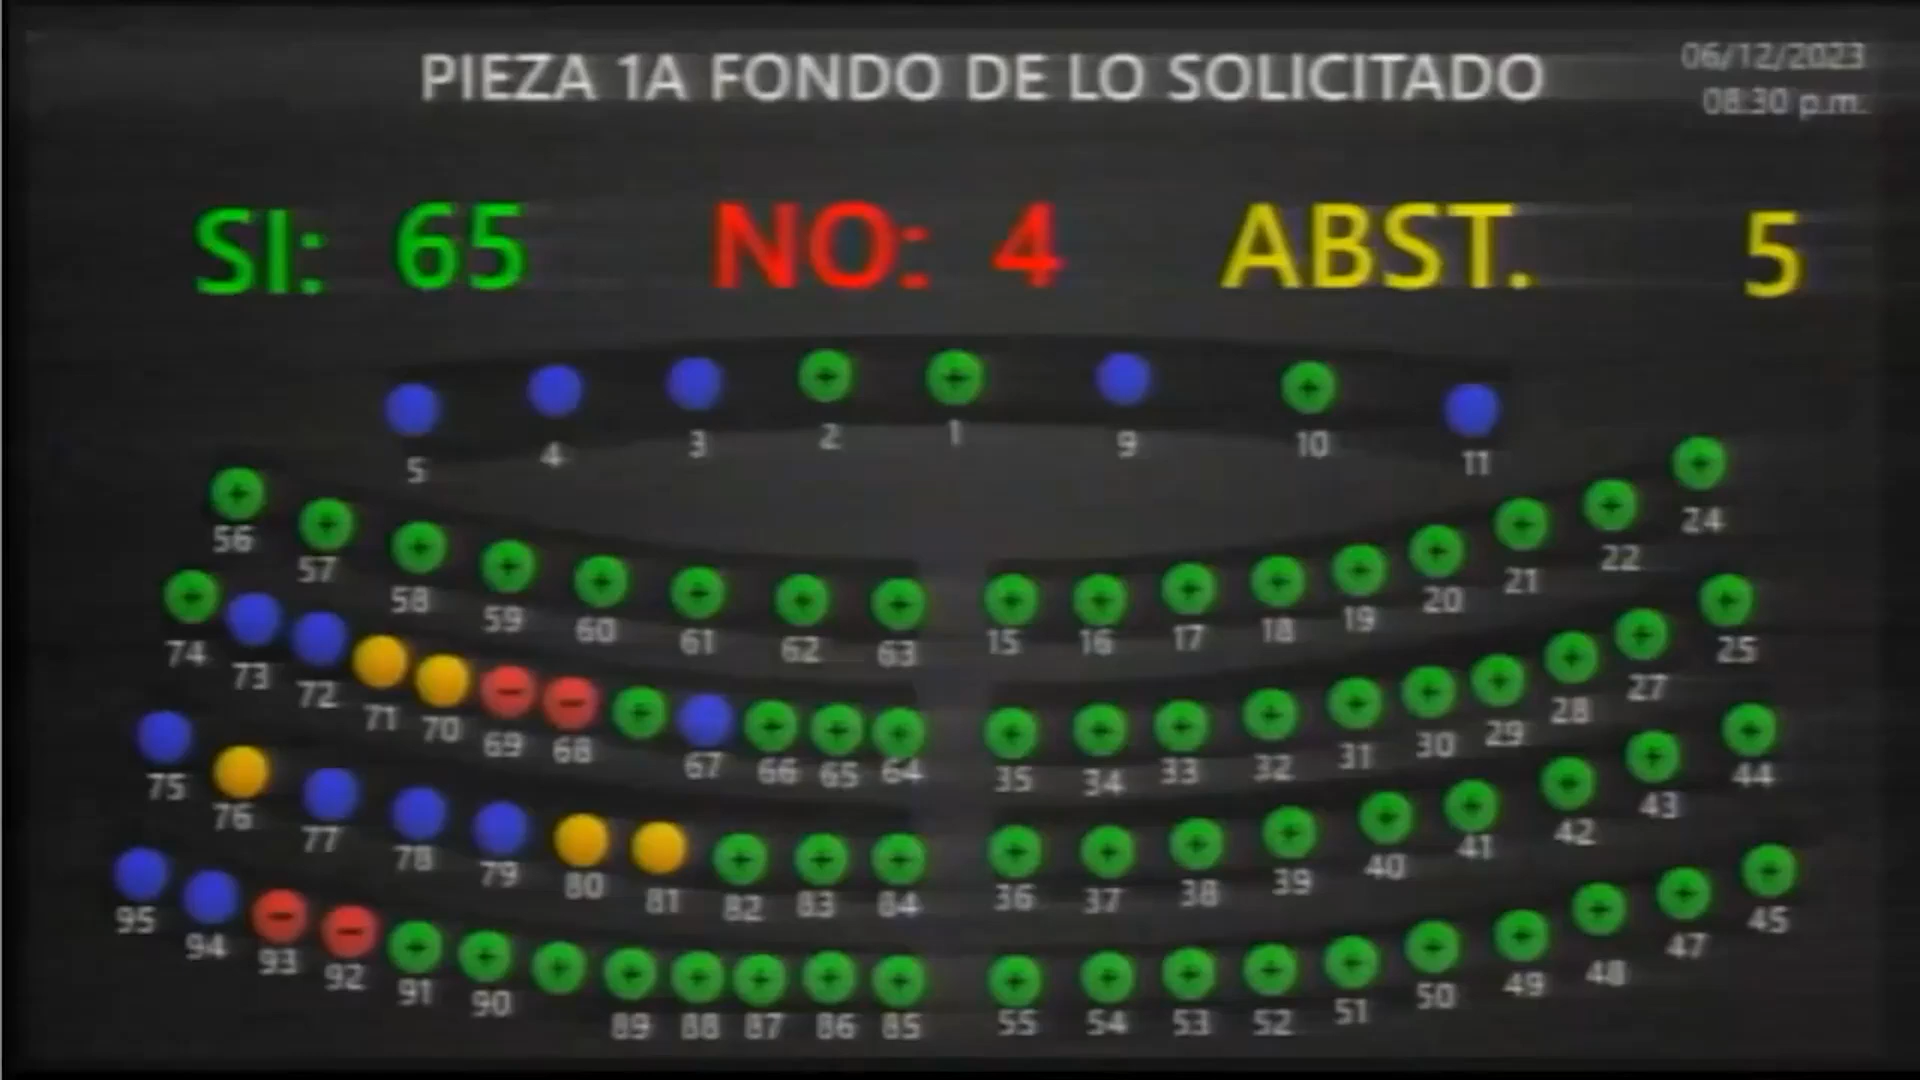 PIEZA 1A FONDO DE LO SOLICITADO
06/12/2023
08:30 p.m.
SI: 65 NO: 4 ABST. 5
5 4 3 2 1 9 10 11
56 57 58 59 60 61 62 63 15 16 17 18 19 20 21 22 24
74 73 72 71 70 69 68 67 66 65 64 35 34 33 32 31 30 29 28 27 25
75 76 77 78 79 80 81 82 83 84 36 37 38 39 40 41 42 43 44
95 94 93 92 91 90 89 88 87 86 85 55 54 53 52 51 50 49 48 47 45